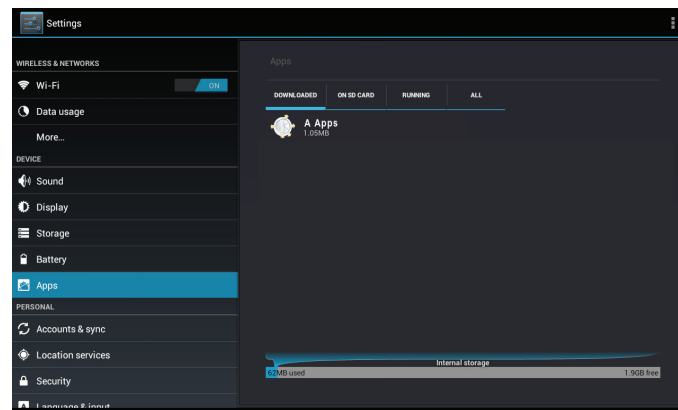 Settings
WIRELESS & NETWORKS
Wi-Fi
ON
Data usage
More...
DEVICE
Sound
Display
Storage
Battery
Apps
PERSONAL
Accounts & sync
Location services
Security
Language & input
Apps
DOWNLOADED ON SD CARD RUNNING ALL
A Apps
1.05MB
Internal storage
62MB used 1.9GB free